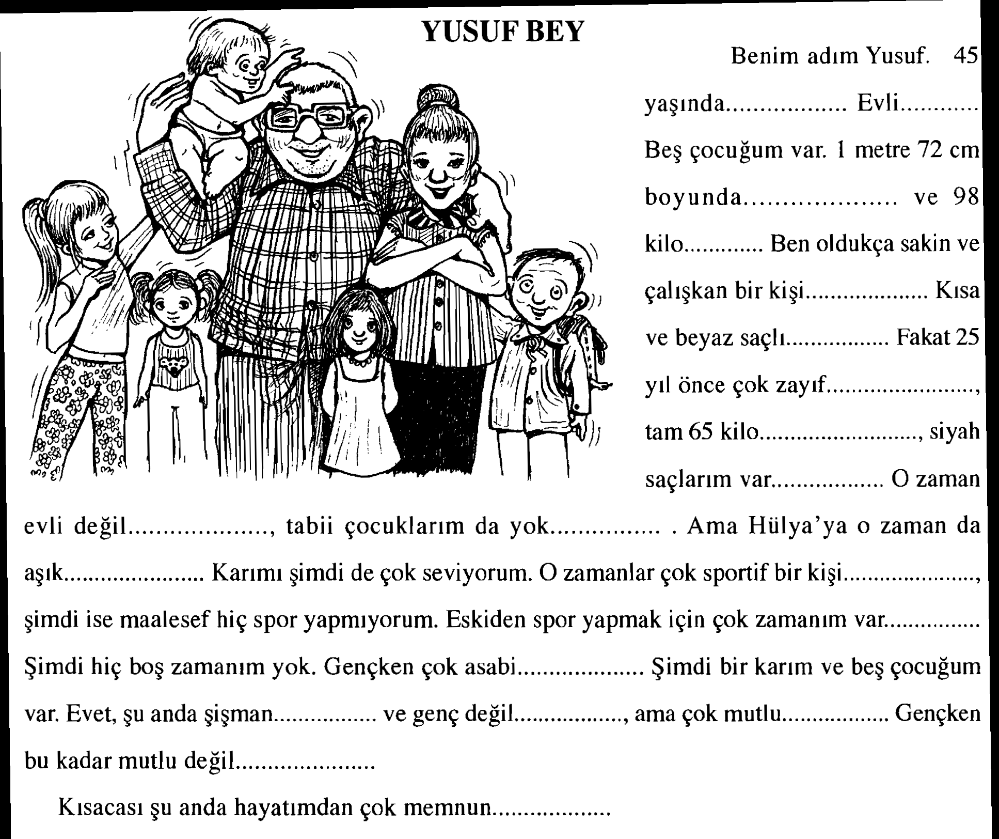 YUSUF BEY
Benim adım Yusuf. 45
yaşında.................. Evli............
Beş çocuğum var. 1 metre 72 cm
boyunda..................... ve 98
kilo............. Ben oldukça sakin ve
çalışkan bir kişi.................... Kısa
ve beyaz saçlı................. Fakat 25
yıl önce çok zayıf........................,
tam 65 kilo.........................., siyah
saçlarım var.................. O zaman
evli değil....................., tabii çocuklarım da yok................ . Ama Hülya’ya o zaman da
aşık....................... Karımı şimdi de çok seviyorum. O zamanlar çok sportif bir kişi......................,
şimdi ise maalesef hiç spor yapmıyorum. Eskiden spor yapmak için çok zamanım var................
Şimdi hiç boş zamanım yok. Gençken çok asabi.................... Şimdi bir karım ve beş çocuğum
var. Evet, şu anda şişman................. ve genç değil.................., ama çok mutlu................. Gençken
bu kadar mutlu değil......................
Kısacası şu anda hayatımdan çok memnun...................